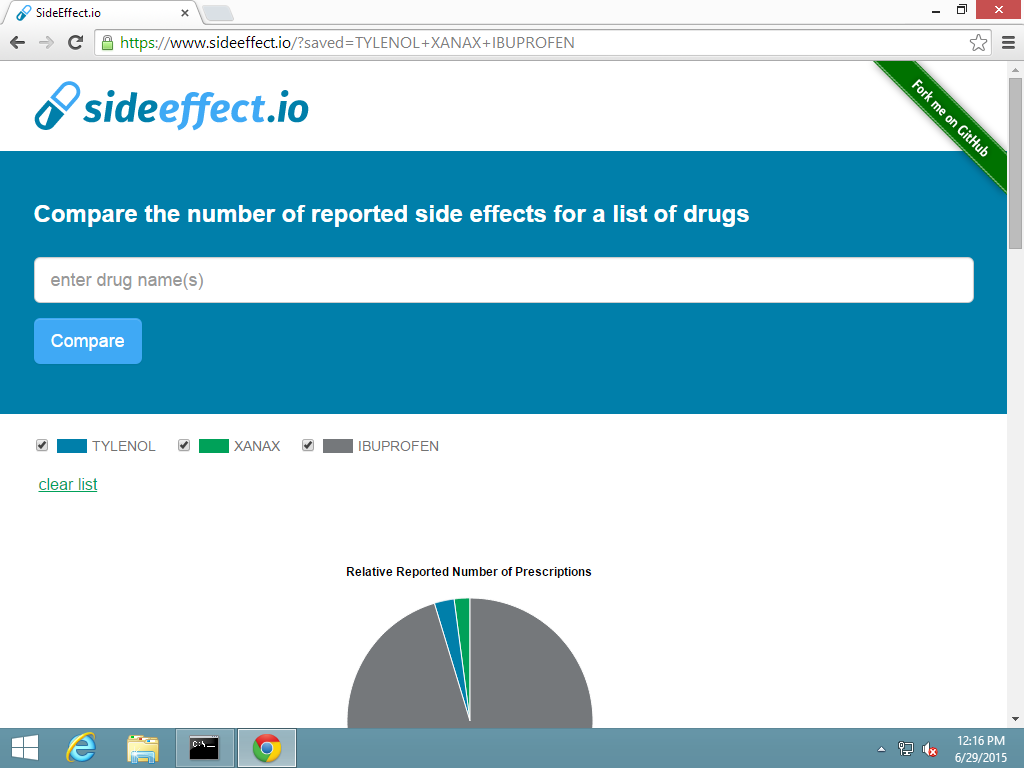 SideEffect.io
https://www.sideeffect.io/?saved=TYLENOL+XANAX+IBUPROFEN
sideeffect.io
Fork me on GitHub
Compare the number of reported side effects for a list of drugs
enter drug name(s)
Compare
TYLENOL XANAX IBUPROFEN
clear list
Relative Reported Number of Prescriptions
C:\.
12:16 PM
6/29/2015